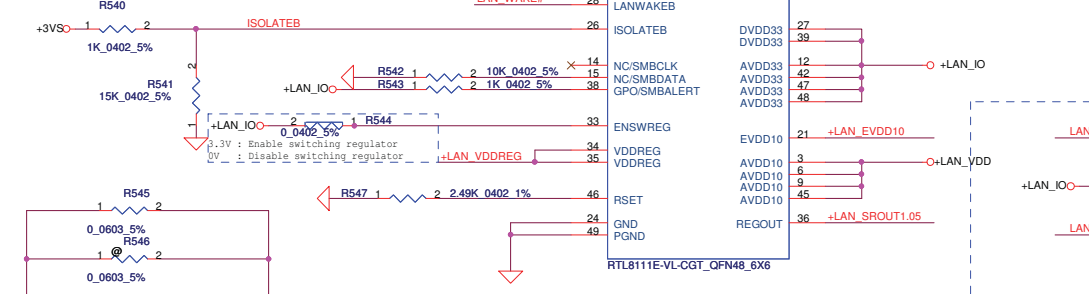 R540
+3VS 1 2
1K_0402_5%
ISOLATEB
2
R541
15K_0402_5%
1
R542
1 2 10K_0402_5%
+LAN_IO R543 1 2 1K_0402_5%
+LAN_IO 2 1 R544
0_0402_5%
3.3V : Enable switching regulator
0V : Disable switching regulator
+LAN_VDDREG
R547 1 2 2.49K_0402_1%
R545
1 2
0_0603_5%
@ R546
1 2
0_0603_5%
28 LANWAKEB
26 ISOLATEB
14 NC/SMBCLK
15 NC/SMBDATA
38 GPO/SMBALERT
33 ENSWREG
34 VDDREG
35 VDDREG
46 RSET
24 GND
49 PGND
DVDD33 27
DVDD33 39
AVDD33 12 +LAN_IO
AVDD33 42
AVDD33 47
AVDD33 48
EVDD10 21 +LAN_EVDD10
AVDD10 3 +LAN_VDD
AVDD10 6
AVDD10 9
AVDD10 45
REGOUT 36 +LAN_SROUT1.05
RTL8111E-VL-CGT_QFN48_6X6
LAN
+LAN_IO
LAN